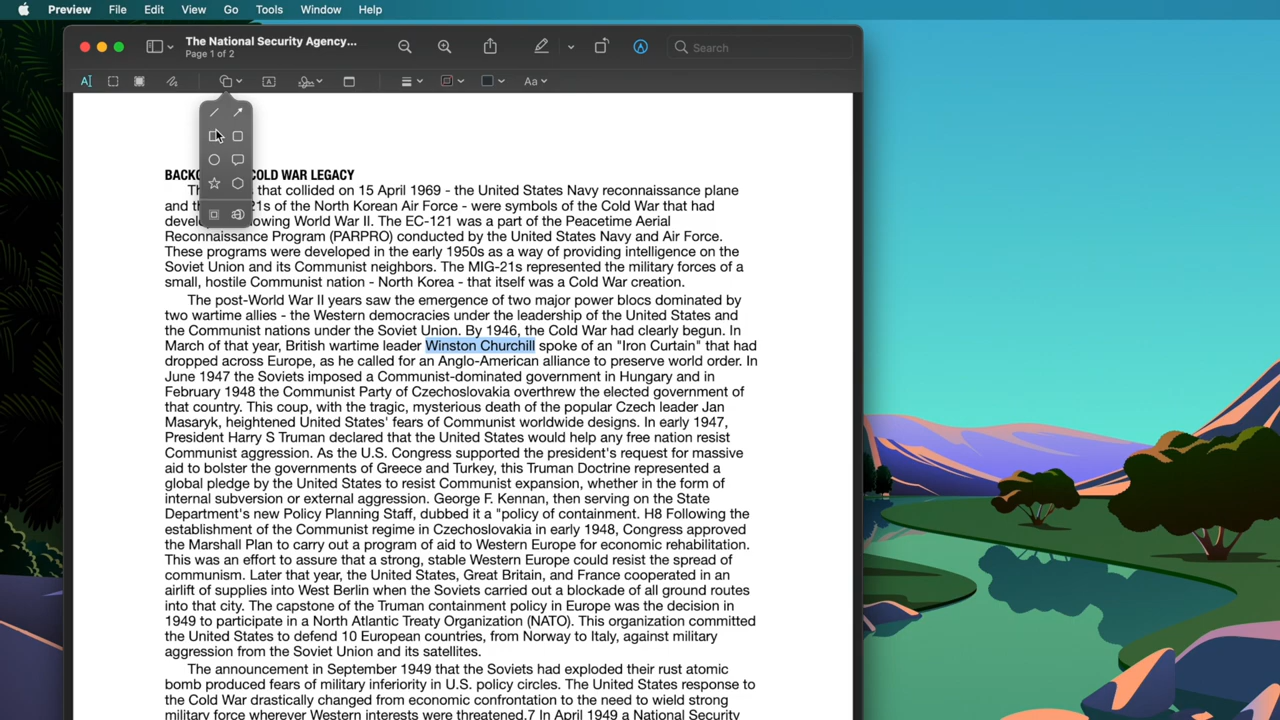 Preview File Edit View Go Tools Window Help
The National Security Agency...
Page 1 of 2
Search
Aa
BACKG OLD WAR LEGACY
Th s that collided on 15 April 1969 - the United States Navy reconnaissance plane
and th 21s of the North Korean Air Force - were symbols of the Cold War that had
devel owing World War II. The EC-121 was a part of the Peacetime Aerial
Reconnaissance Program (PARPRO) conducted by the United States Navy and Air Force.
These programs were developed in the early 1950s as a way of providing intelligence on the
Soviet Union and its Communist neighbors. The MIG-21s represented the military forces of a
small, hostile Communist nation - North Korea - that itself was a Cold War creation.
The post-World War II years saw the emergence of two major power blocs dominated by
two wartime allies - the Western democracies under the leadership of the United States and
the Communist nations under the Soviet Union. By 1946, the Cold War had clearly begun. In
March of that year, British wartime leader Winston Churchill spoke of an "Iron Curtain" that had
dropped across Europe, as he called for an Anglo-American alliance to preserve world order. In
June 1947 the Soviets imposed a Communist-dominated government in Hungary and in
February 1948 the Communist Party of Czechoslovakia overthrew the elected government of
that country. This coup, with the tragic, mysterious death of the popular Czech leader Jan
Masaryk, heightened United States' fears of Communist worldwide designs. In early 1947,
President Harry S Truman declared that the United States would help any free nation resist
Communist aggression. As the U.S. Congress supported the president's request for massive
aid to bolster the governments of Greece and Turkey, this Truman Doctrine represented a
global pledge by the United States to resist Communist expansion, whether in the form of
internal subversion or external aggression. George F. Kennan, then serving on the State
Department's new Policy Planning Staff, dubbed it a "policy of containment. H8 Following the
establishment of the Communist regime in Czechoslovakia in early 1948, Congress approved
the Marshall Plan to carry out a program of aid to Western Europe for economic rehabilitation.
This was an effort to assure that a strong, stable Western Europe could resist the spread of
communism. Later that year, the United States, Great Britain, and France cooperated in an
airlift of supplies into West Berlin when the Soviets carried out a blockade of all ground routes
into that city. The capstone of the Truman containment policy in Europe was the decision in
1949 to participate in a North Atlantic Treaty Organization (NATO). This organization committed
the United States to defend 10 European countries, from Norway to Italy, against military
aggression from the Soviet Union and its satellites.
The announcement in September 1949 that the Soviets had exploded their rust atomic
bomb produced fears of military inferiority in U.S. policy circles. The United States response to
the Cold War drastically changed from economic confrontation to the need to wield strong
military force wherever Western interests were threatened.7 In April 1949 a National Security